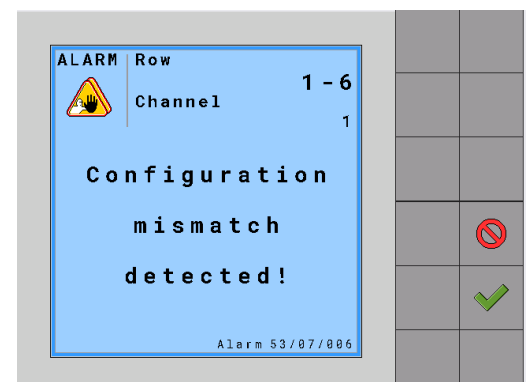 ALARM Row
1 - 6
Channel
1
Configuration
mismatch
detected!
Alarm 53/07/006